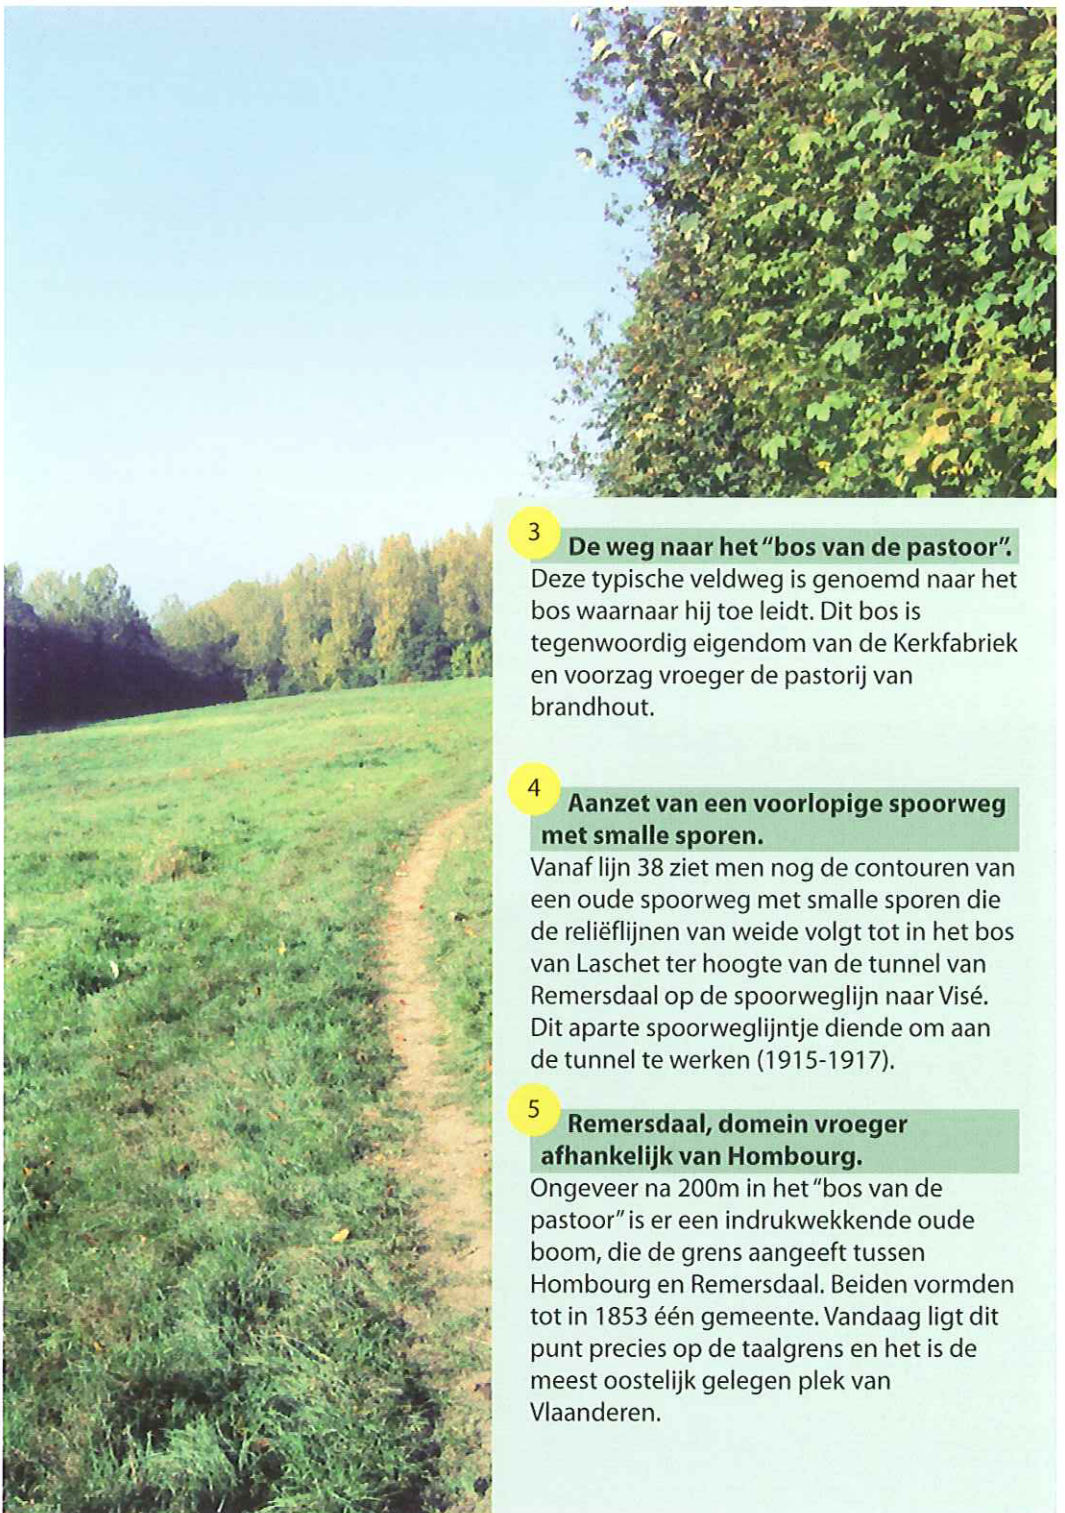 3
De weg naar het "bos van de pastoor".
Deze typische veldweg is genoemd naar het
bos waarnaar hij toe leidt. Dit bos is
tegenwoordig eigendom van de Kerkfabriek
en voorzag vroeger de pastorij van
brandhout.
4
Aanzet van een voorlopige spoorweg
met smalle sporen.
Vanaf lijn 38 ziet men nog de contouren van
een oude spoorweg met smalle sporen die
de reliëflijnen van weide volgt tot in het bos
van Laschet ter hoogte van de tunnel van
Remersdaal op de spoorweglijn naar Visé.
Dit aparte spoorweglijntje diende om aan
de tunnel te werken (1915-1917).
5
Remersdaal, domein vroeger
afhankelijk van Hombourg.
Ongeveer na 200m in het "bos van de
pastoor" is er een indrukwekkende oude
boom, die de grens aangeeft tussen
Hombourg en Remersdaal. Beiden vormden
tot in 1853 één gemeente. Vandaag ligt dit
punt precies op de taalgrens en het is de
meest oostelijk gelegen plek van
Vlaanderen.